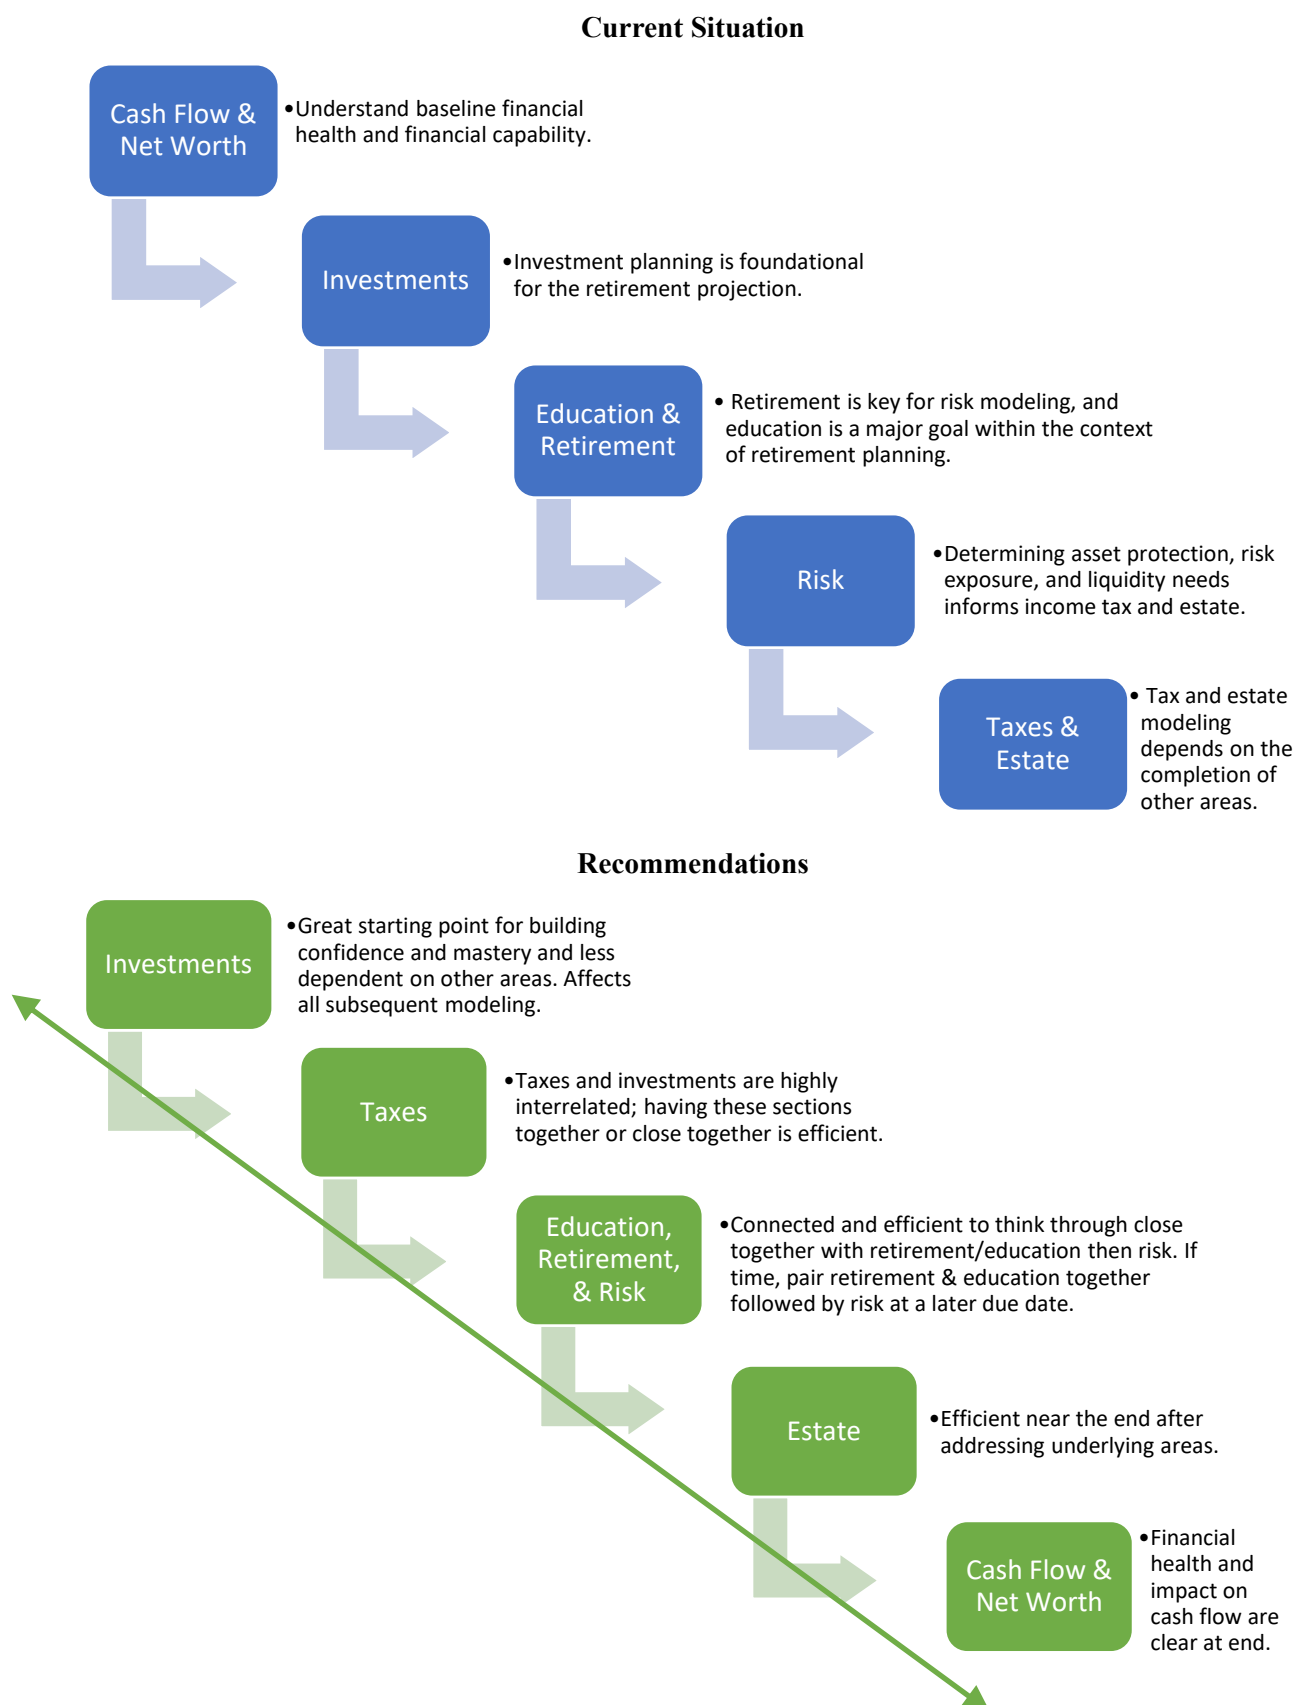 Current Situation
Cash Flow &
Net Worth
•Understand baseline financial
health and financial capability.
Investments
•Investment planning is foundational
for the retirement projection.
Education &
Retirement
• Retirement is key for risk modeling, and
education is a major goal within the context
of retirement planning.
Risk
•Determining asset protection, risk
exposure, and liquidity needs
informs income tax and estate.
Taxes &
Estate
• Tax and estate
modeling
depends on the
completion of
other areas.
Recommendations
Investments
•Great starting point for building
confidence and mastery and less
dependent on other areas. Affects
all subsequent modeling.
Taxes
•Taxes and investments are highly
interrelated; having these sections
together or close together is efficient.
Education,
Retirement,
& Risk
•Connected and efficient to think through close
together with retirement/education then risk. If
time, pair retirement & education together
followed by risk at a later due date.
Estate
•Efficient near the end after
addressing underlying areas.
Cash Flow &
Net Worth
•Financial
health and
impact on
cash flow are
clear at end.